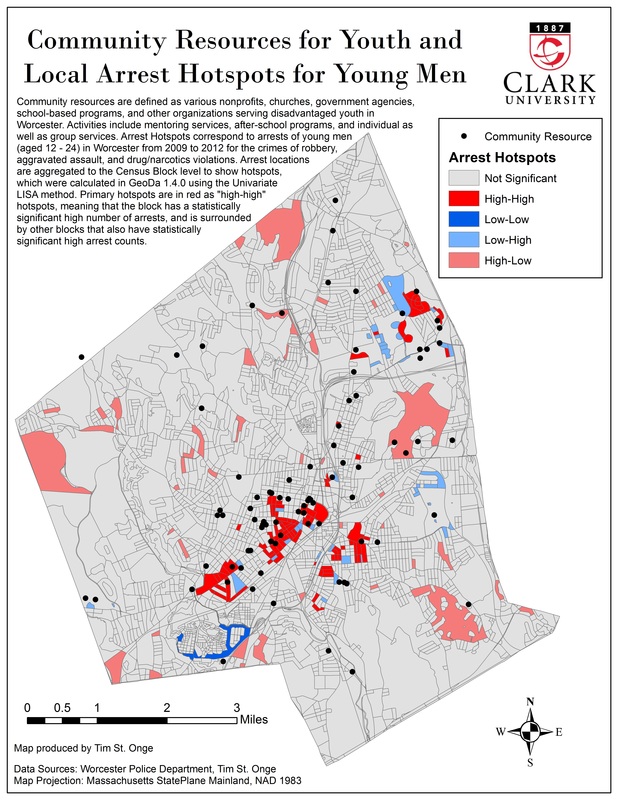 Community Resources for Youth and
Local Arrest Hotspots for Young Men
1887
CLARK
UNIVERSITY
Community resources are defined as various nonprofits, churches, government agencies,
school-based programs, and other organizations serving disadvantaged youth in
Worcester. Activities include mentoring services, after-school programs, and individual as
well as group services. Arrest Hotspots correspond to arrests of young men
(aged 12 - 24) in Worcester from 2009 to 2012 for the crimes of robbery,
aggravated assault, and drug/narcotics violations. Arrest locations
are aggregated to the Census Block level to show hotspots,
which were calculated in GeoDa 1.4.0 using the Univariate
LISA method. Primary hotspots are in red as "high-high"
hotspots, meaning that the block has a statistically
significant high number of arrests, and is surrounded
by other blocks that also have statistically
significant high arrest counts.
Community Resource
Arrest Hotspots
Not Significant
High-High
Low-Low
Low-High
High-Low
0 0.5 1 2 3
Miles
N
W E
S
Map produced by Tim St. Onge
Data Sources: Worcester Police Department, Tim St. Onge
Map Projection: Massachusetts StatePlane Mainland, NAD 1983